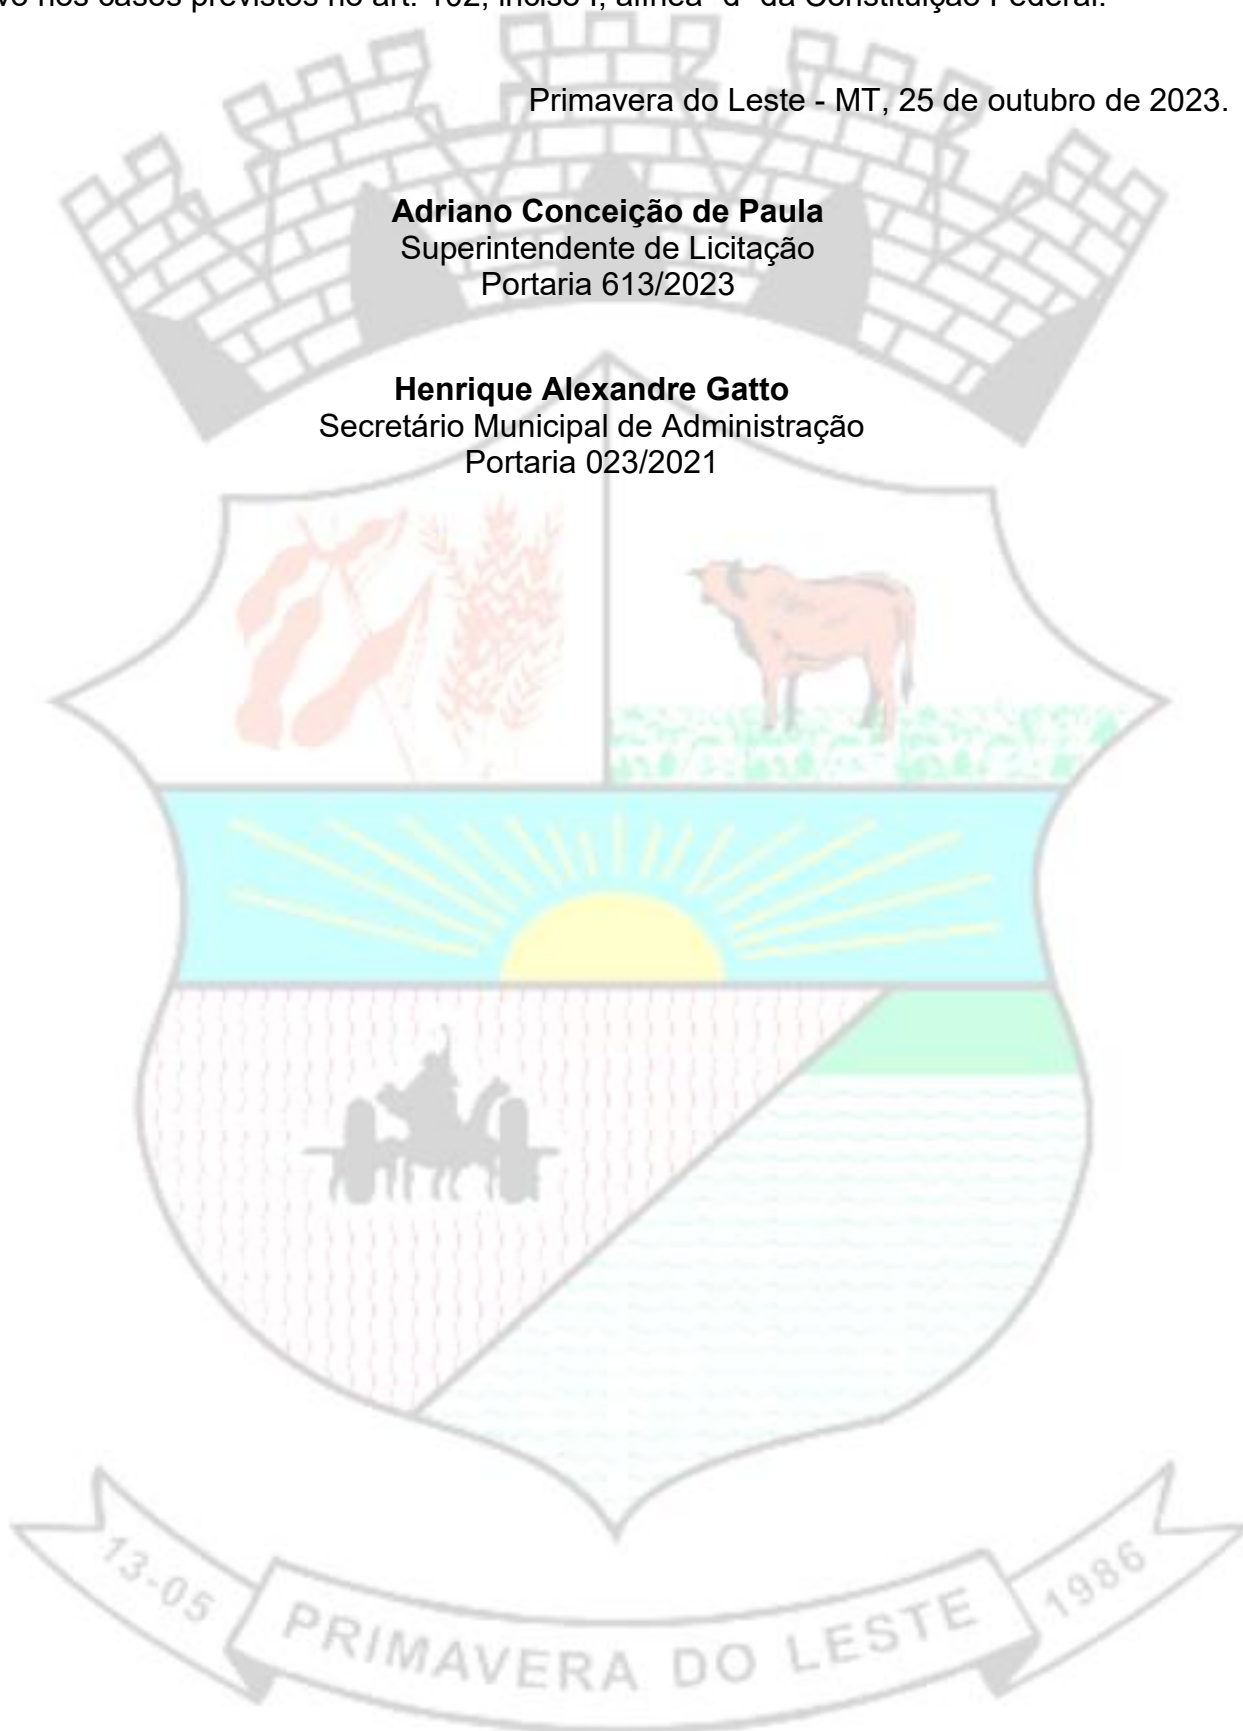 vo nos casos previstos no art. 102, inciso I, alínea "d" da Constituição Federal.
Primavera do Leste - MT, 25 de outubro de 2023.
Adriano Conceição de Paula
Superintendente de Licitação
Portaria 613/2023
Henrique Alexandre Gatto
Secretário Municipal de Administração
Portaria 023/2021
13-05 PRIMAVERA DO LESTE 1986